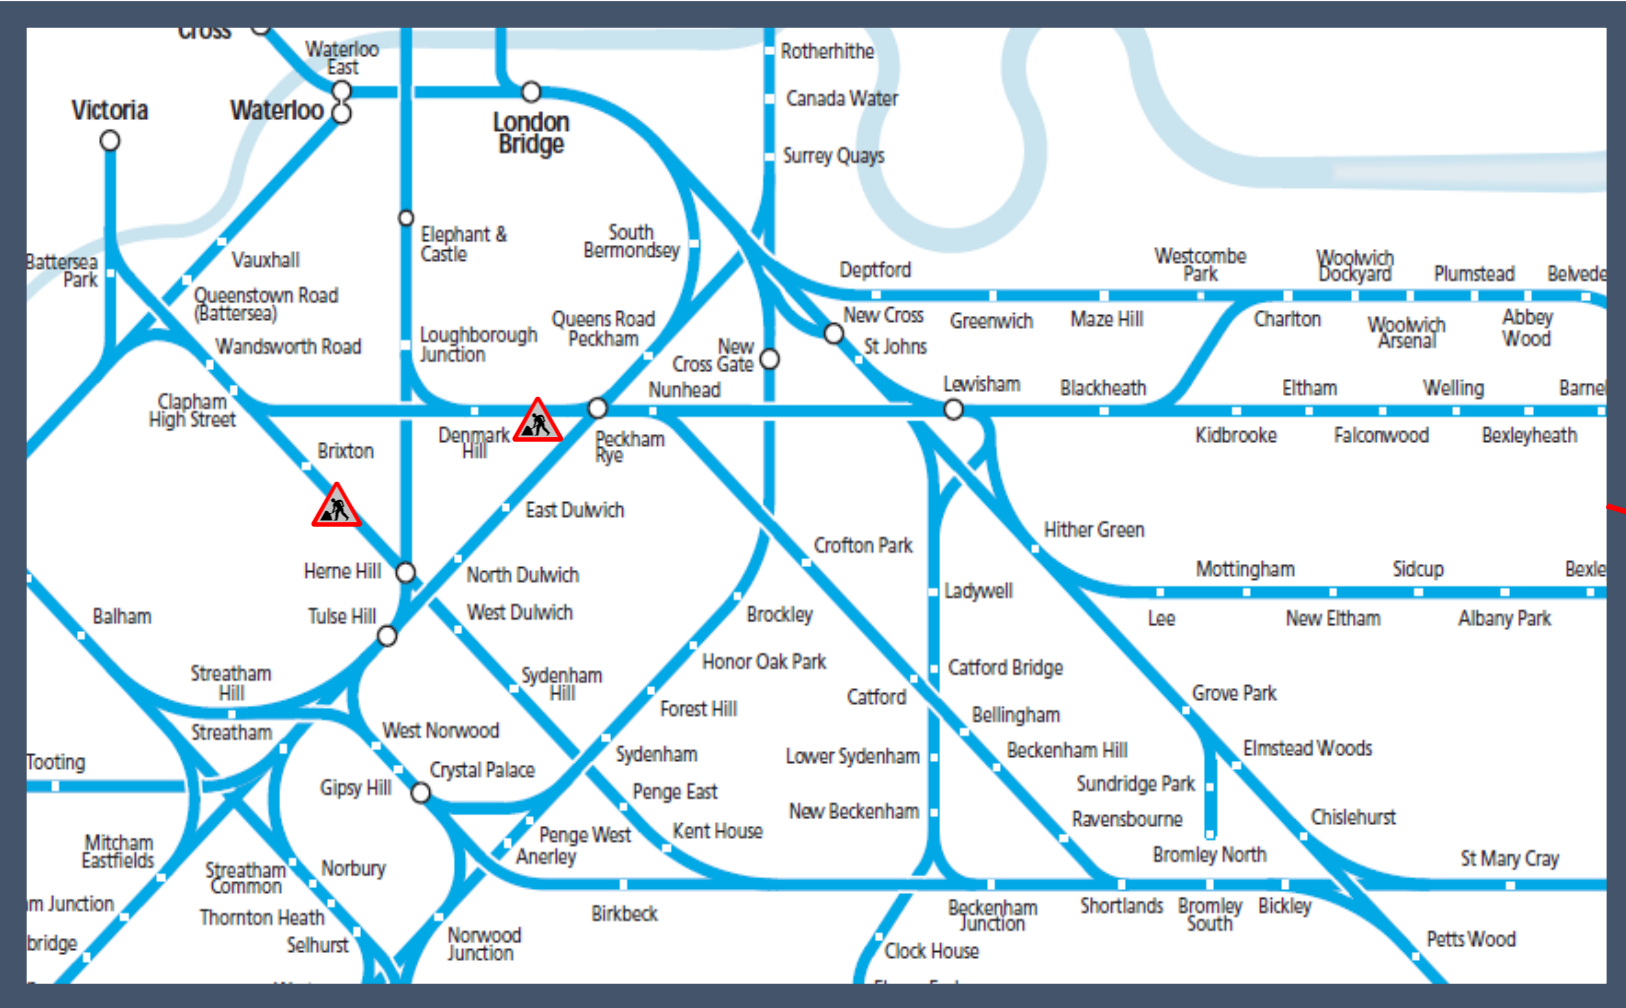 Cross
Waterloo
East
Rotherhithe
Victoria
Waterloo
Canada Water
London
Bridge
Surrey Quays
Elephant &
Castle
South
Bermondsey
Vauxhall
Battersea
Park
Queenstown Road
(Battersea)
Deptford
Westcombe
Park
Woolwich
Dockyard
Plumstead
Belvede
New Cross
Greenwich
Maze Hill
Charlton
Woolwich
Arsenal
Abbey
Wood
Queens Road
Peckham
Loughborough
Junction
Wandsworth Road
New
Cross Gate
St Johns
Nunhead
Lewisham
Blackheath
Eltham
Welling
Barne
Clapham
High Street
Denmark
Hill
Peckham
Rye
Kidbrooke
Falconwood
Bexleyheath
Brixton
East Dulwich
Crofton Park
Hither Green
Herne Hill
North Dulwich
Mottingham
Sidcup
Bexle
Ladywell
Balham
Tulse Hill
West Dulwich
Brockley
Lee
New Eltham
Albany Park
Streatham
Hill
Sydenham
Hill
Honor Oak Park
Catford Bridge
Catford
Grove Park
Forest Hill
Bellingham
Streatham
West Norwood
Sydenham
Lower Sydenham
Beckenham Hill
Elmstead Woods
Tooting
Crystal Palace
Gipsy Hill
Penge East
Sundridge Park
New Beckenham
Ravensbourne
Chislehurst
Penge West
Kent House
Mitcham
Eastfields
Anerley
Bromley North
St Mary Cray
Streatham
Common
Norbury
m Junction
Thornton Heath
Birkbeck
Beckenham
Junction
Shortlands
Bromley
South
Bickley
bridge
Selhurst
Norwood
Junction
Clock House
Petts Wood